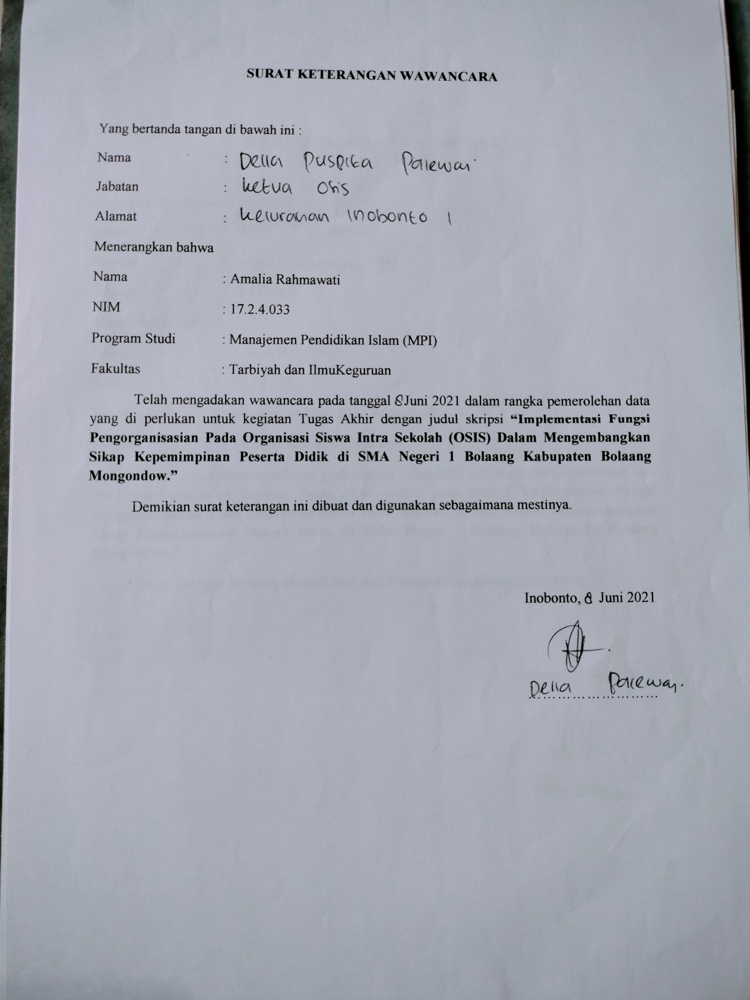 SURAT KETERANGAN WAWANCARA
Yang bertanda tangan di bawah ini :
Nama : Della Puspita Palewai
Jabatan : Ketua Osis
Alamat : Kelurahan Inobonto 1
Menerangkan bahwa
Nama : Amalia Rahmawati
NIM : 17.2.4.033
Program Studi : Manajemen Pendidikan Islam (MPI)
Fakultas : Tarbiyah dan IlmuKeguruan
Telah mengadakan wawancara pada tanggal 8Juni 2021 dalam rangka pemerolehan data
yang di perlukan untuk kegiatan Tugas Akhir dengan judul skripsi “Implementasi Fungsi
Pengorganisasian Pada Organisasi Siswa Intra Sekolah (OSIS) Dalam Mengembangkan
Sikap Kepemimpinan Peserta Didik di SMA Negeri 1 Bolaang Kabupaten Bolaang
Mongondow.”
Demikian surat keterangan ini dibuat dan digunakan sebagaimana mestinya.
Inobonto, 8 Juni 2021
Della Palewai.